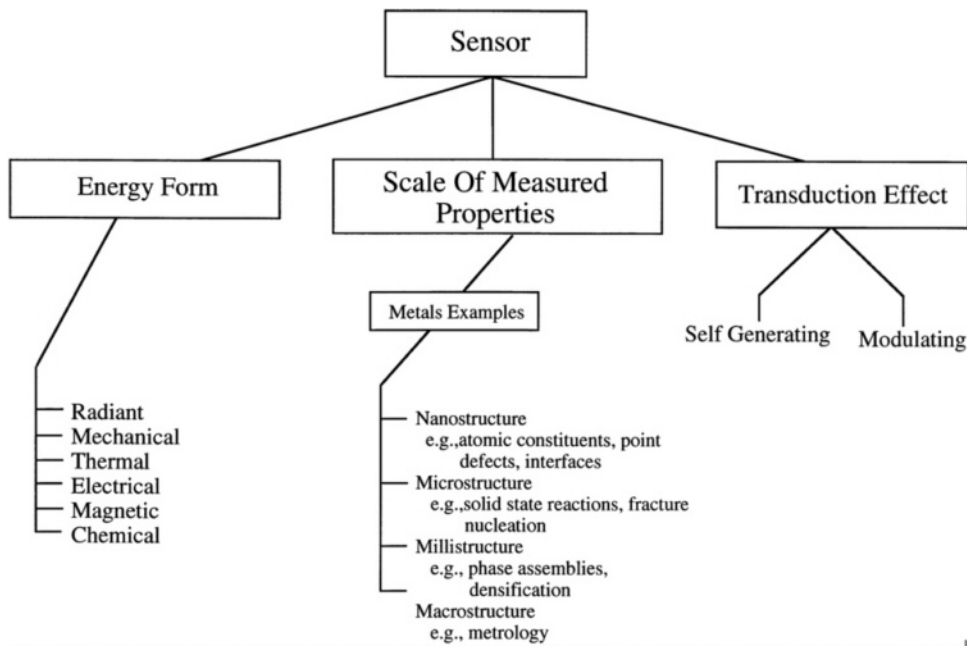 Sensor
Energy Form
Scale Of Measured
Properties
Transduction Effect
Metals Examples
Self Generating
Modulating
Radiant
Mechanical
Thermal
Electrical
Magnetic
Chemical
Nanostructure
e.g.,atomic constituents, point
defects, interfaces
Microstructure
e.g.,solid state reactions, fracture
nucleation
Millistructure
e.g., phase assemblies,
densification
Macrostructure
e.g., metrology